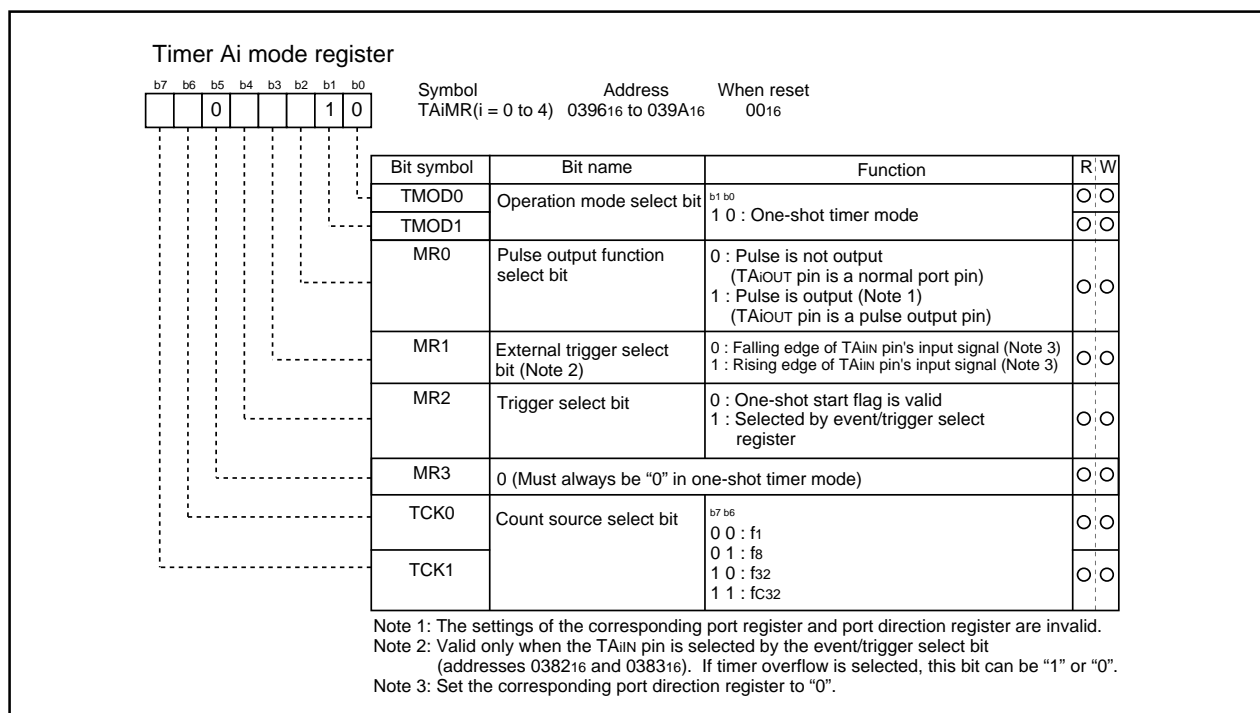 Timer Ai mode register
b7 b6 b5 b4 b3 b2 b1 b0
0 1 0
Symbol Address When reset
TAiMR(i = 0 to 4) 039616 to 039A16 0016
Bit symbol Bit name Function R W
TMOD0 Operation mode select bit b1 b0
1 0 : One-shot timer mode
TMOD1
MR0 Pulse output function
select bit
0 : Pulse is not output
(TAiOUT pin is a normal port pin)
1 : Pulse is output (Note 1)
(TAiOUT pin is a pulse output pin)
MR1 External trigger select
bit (Note 2)
0 : Falling edge of TAiIN pin's input signal (Note 3)
1 : Rising edge of TAiIN pin's input signal (Note 3)
MR2 Trigger select bit
0 : One-shot start flag is valid
1 : Selected by event/trigger select
register
MR3 0 (Must always be “0” in one-shot timer mode)
TCK0 Count source select bit b7 b6
0 0 : f1
0 1 : f8
TCK1
1 0 : f32
1 1 : fC32
Note 1: The settings of the corresponding port register and port direction register are invalid.
Note 2: Valid only when the TAiIN pin is selected by the event/trigger select bit
(addresses 038216 and 038316). If timer overflow is selected, this bit can be “1” or “0”.
Note 3: Set the corresponding port direction register to “0”.